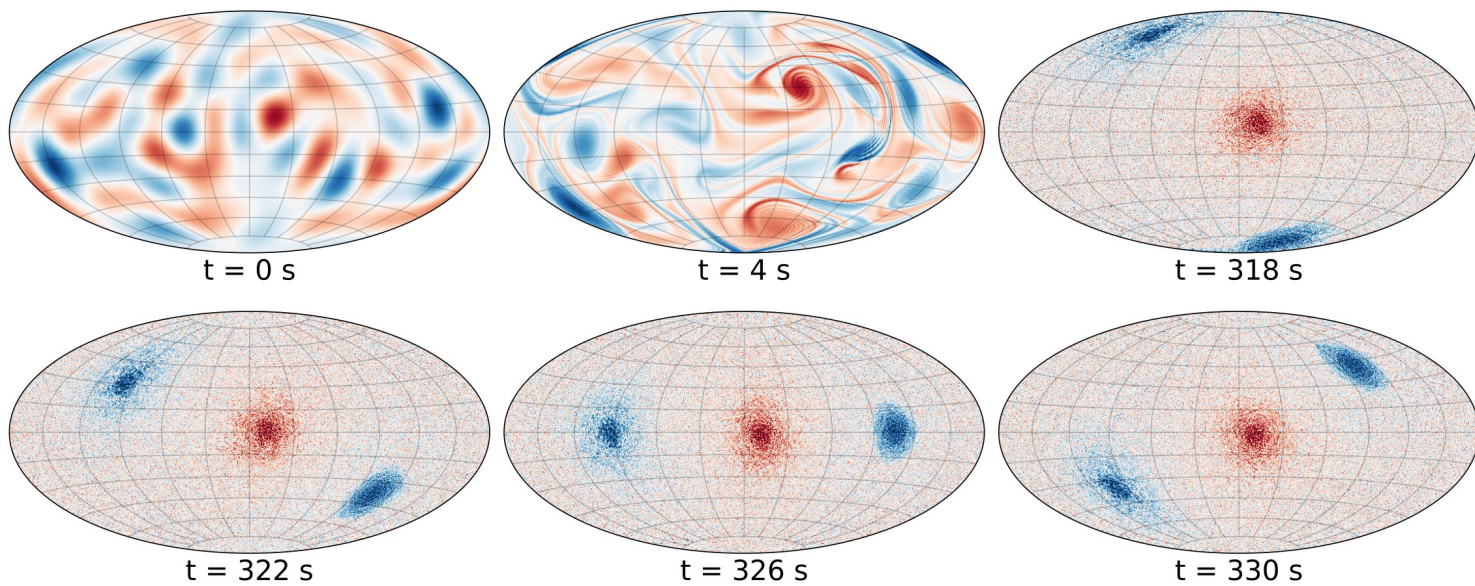 t = 0 s
t = 4 s
t = 318 s
t = 322 s
t = 326 s
t = 330 s